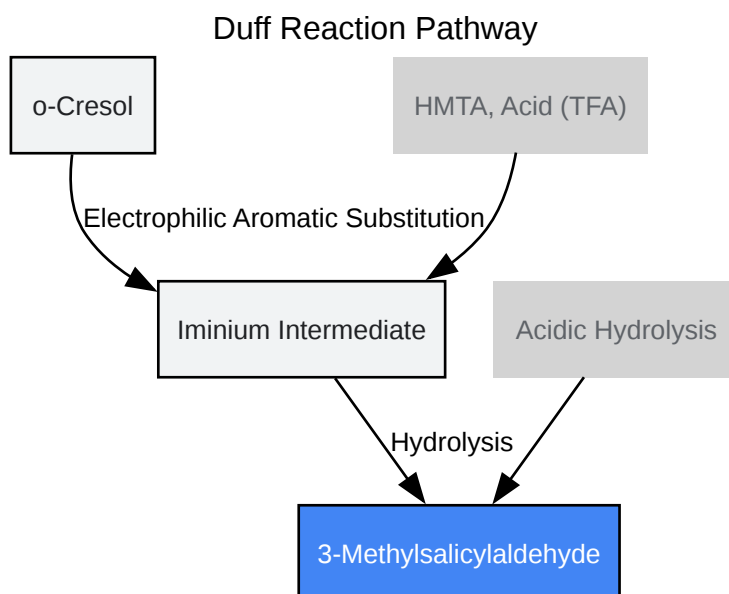 Duff Reaction Pathway
o-Cresol
HMTA, Acid (TFA)
Electrophilic Aromatic Substitution
Iminium Intermediate
Acidic Hydrolysis
Hydrolysis
3-Methylsalicylaldehyde